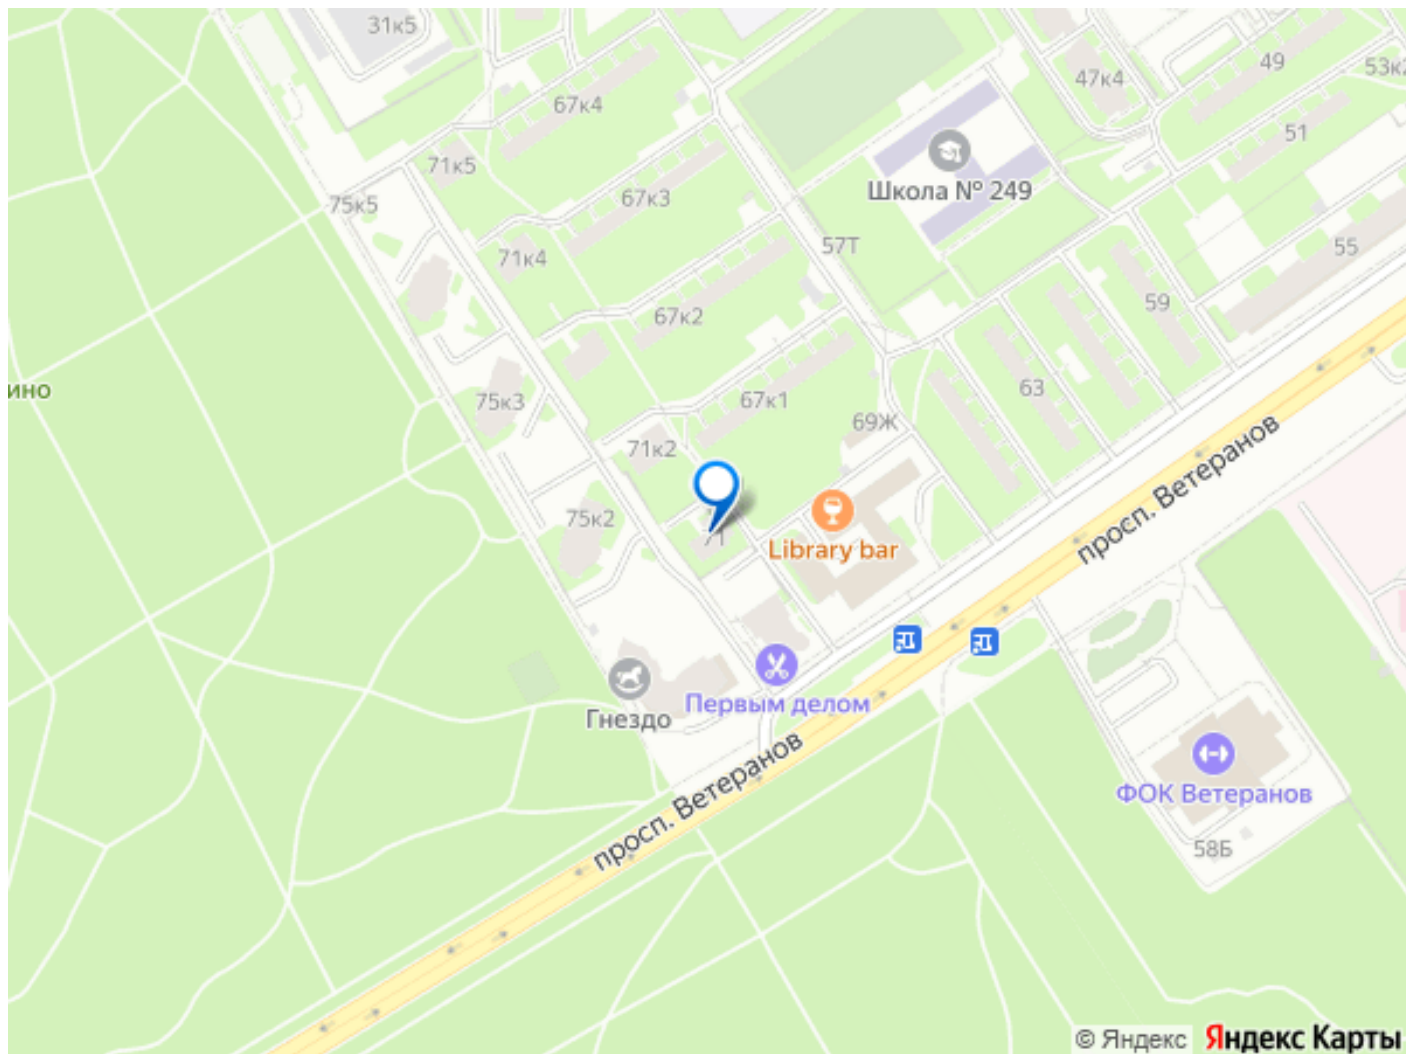 31к5
67к4
47к4
49
53к2
51
71к5
Школа № 249
67к3
75к5
57Т
71к4
55
67к2
59
ино
75к3
67к1
63
69Ж
71к2
просп. Ветеранов
75к2
71
Library bar
Первым делом
Гнездо
просп. Ветеранов
ФОК Ветеранов
58Б
© Яндекс Яндекс Карты